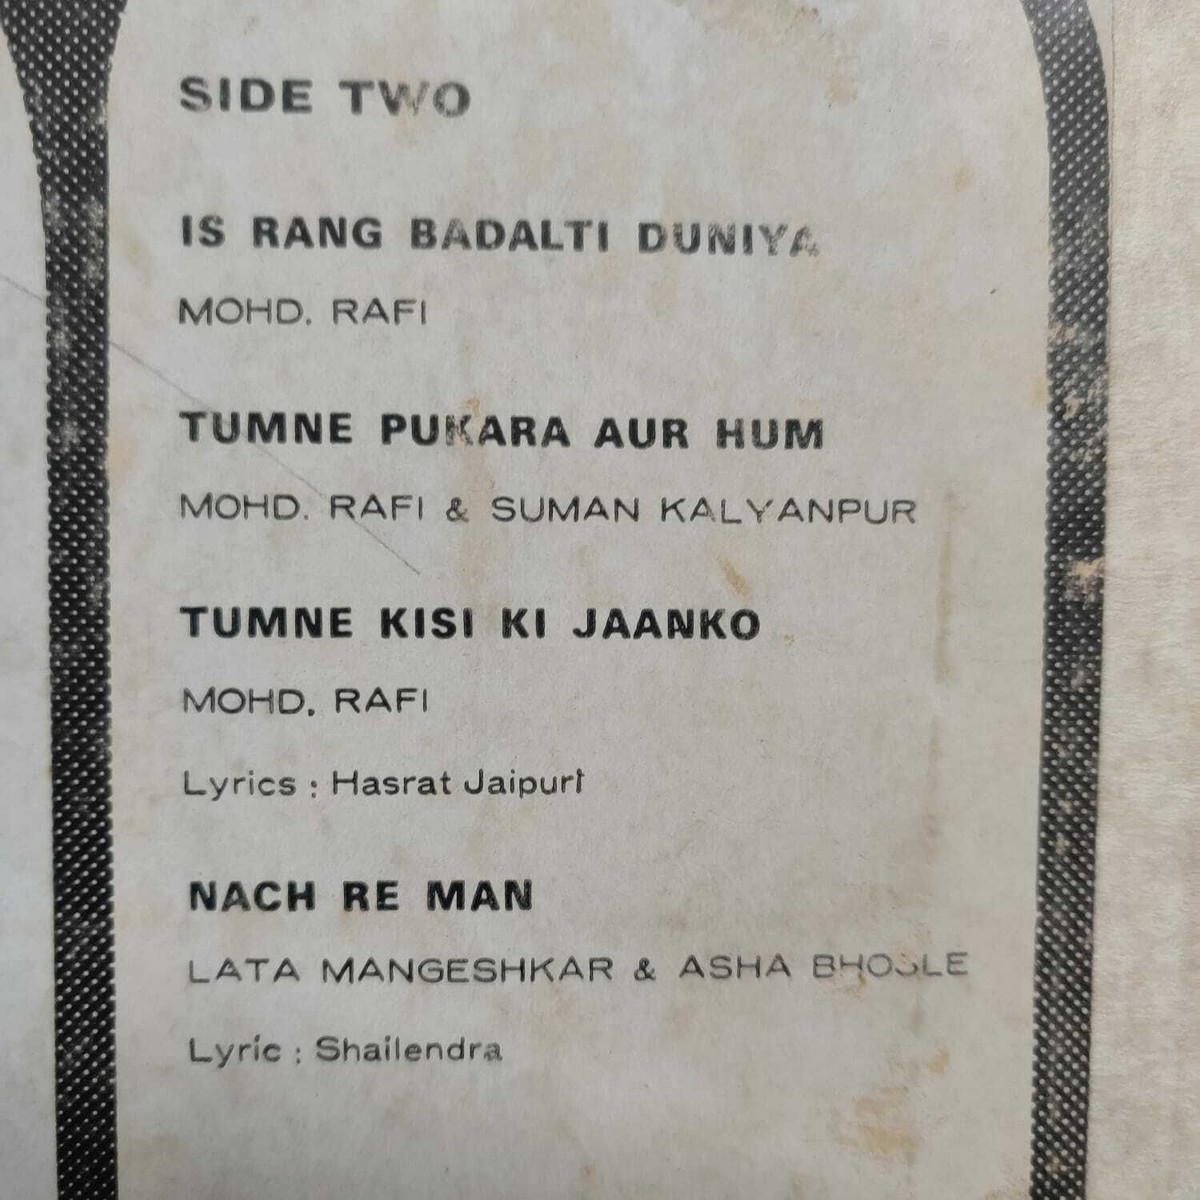 SIDE TWO
IS RANG BADALTI DUNIYA
MOHD. RAFI
TUMNE PUKARA AUR HUM
MOHD. RAFI & SUMAN KALYANPUR
TUMNE KISI KI JAANKO
MOHD. RAFI
Lyrics : Hasrat Jaipuri
NACH RE MAN
LATA MANGESHKAR & ASHA BHOSLE
Lyric : Shailendra